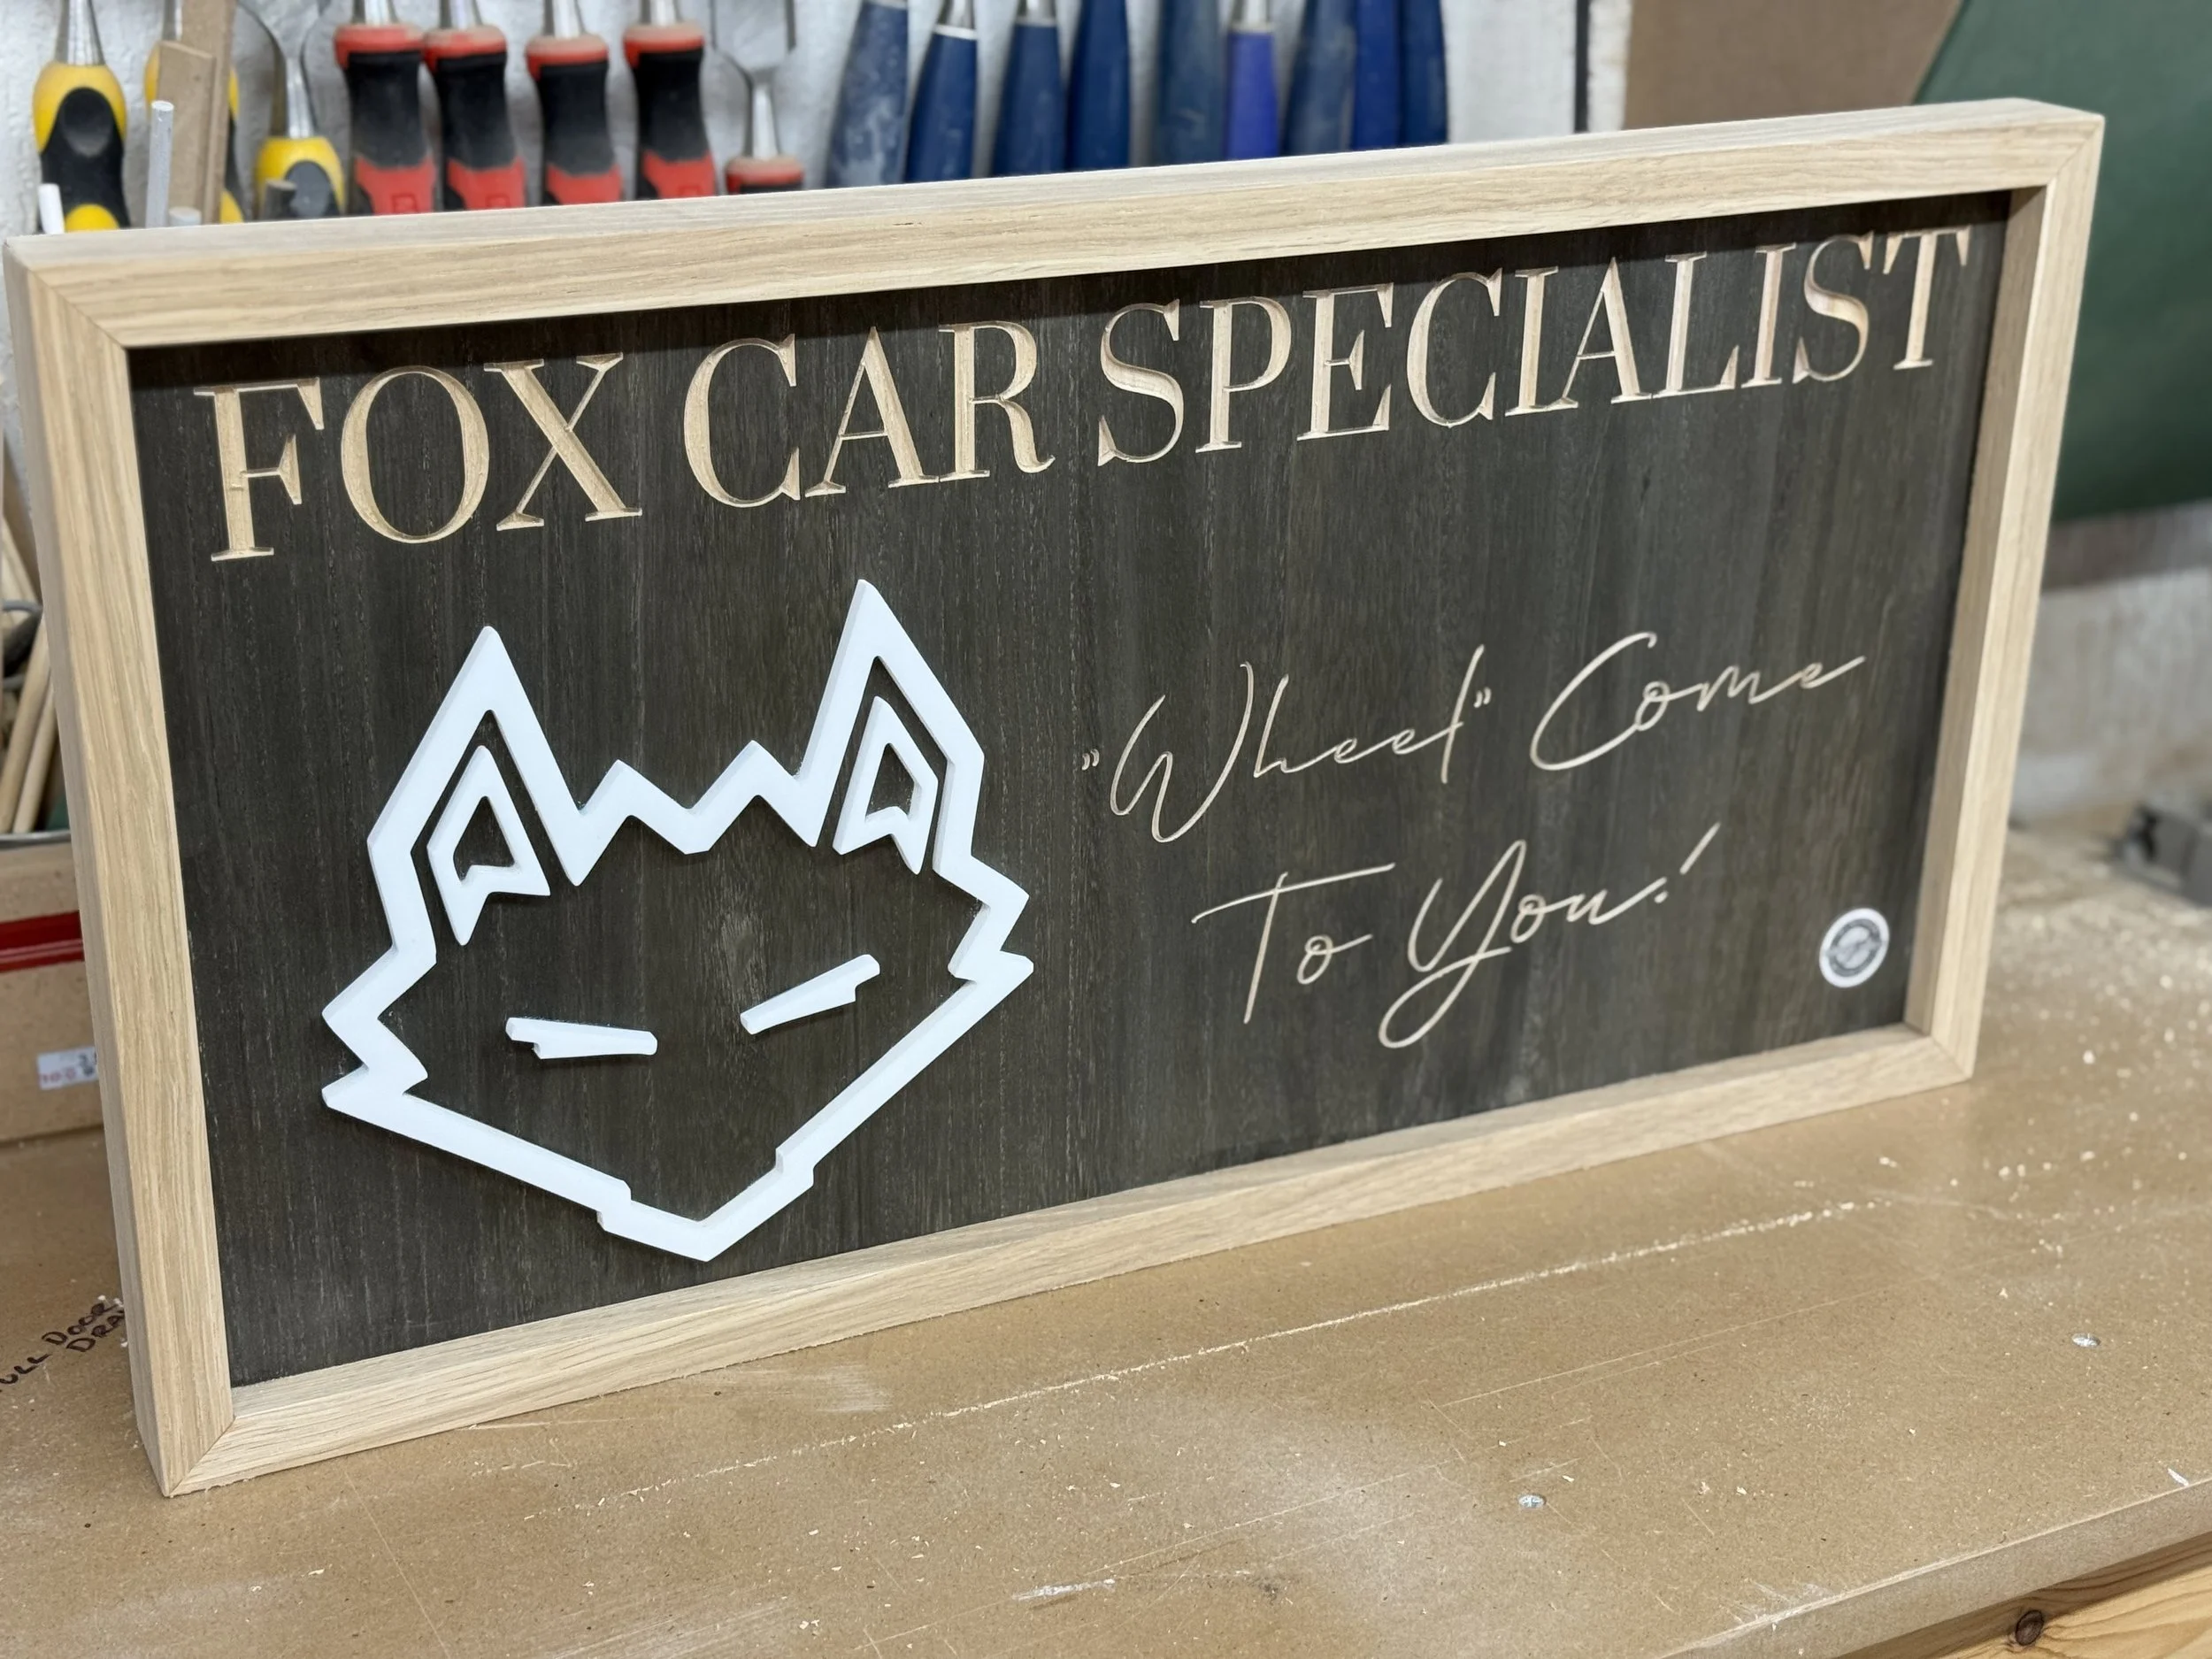 FOX CAR SPECIALIST
"Wheel" Come
To You!